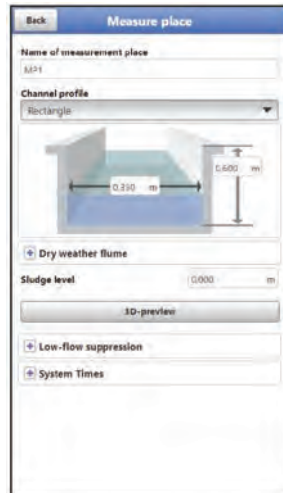 Back
Measure place
Name of measurement place
MP1
Channel profile
Rectangle
0.600 m
0.350 m
Dry weather flume
Sludge level 0.000 m
3D-preview
Low-flow suppression
System Times